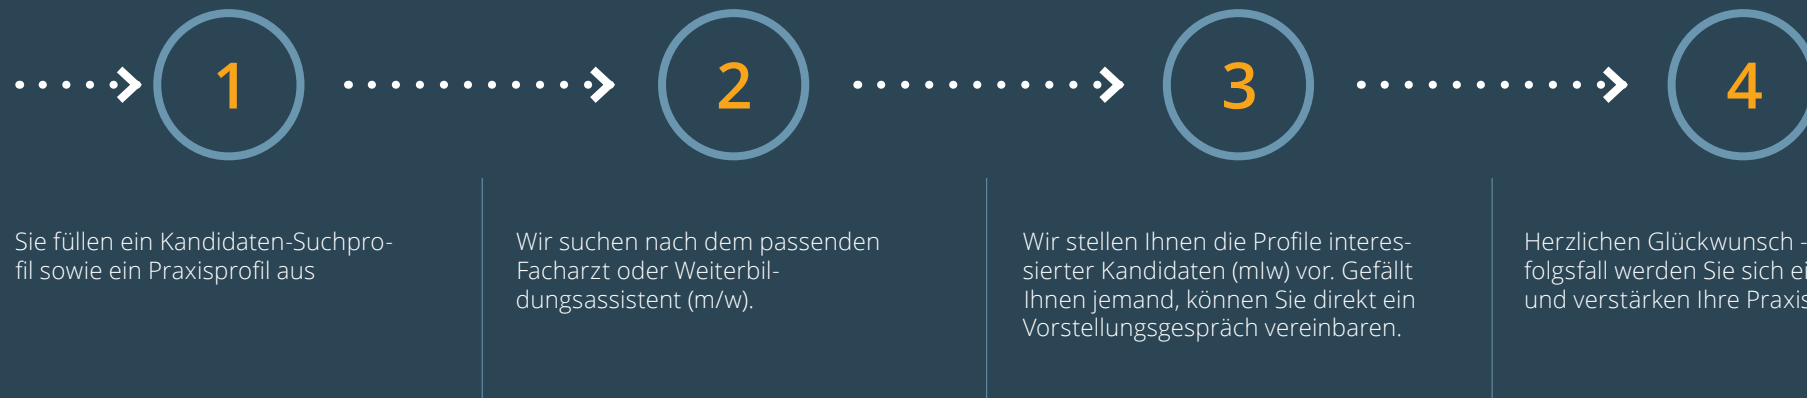 1
2
3
4
Sie füllen ein Kandidaten-Suchpro-
fil sowie ein Praxisprofil aus
Wir suchen nach dem passenden
Facharzt oder Weiterbil-
dungsassistent (m/w).
Wir stellen Ihnen die Profile interes-
sierter Kandidaten (mlw) vor. Gefällt
Ihnen jemand, können Sie direkt ein
Vorstellungsgespräch vereinbaren.
Herzlichen Glückwunsch -
folgsfall werden Sie sich
und verstärken Ihre